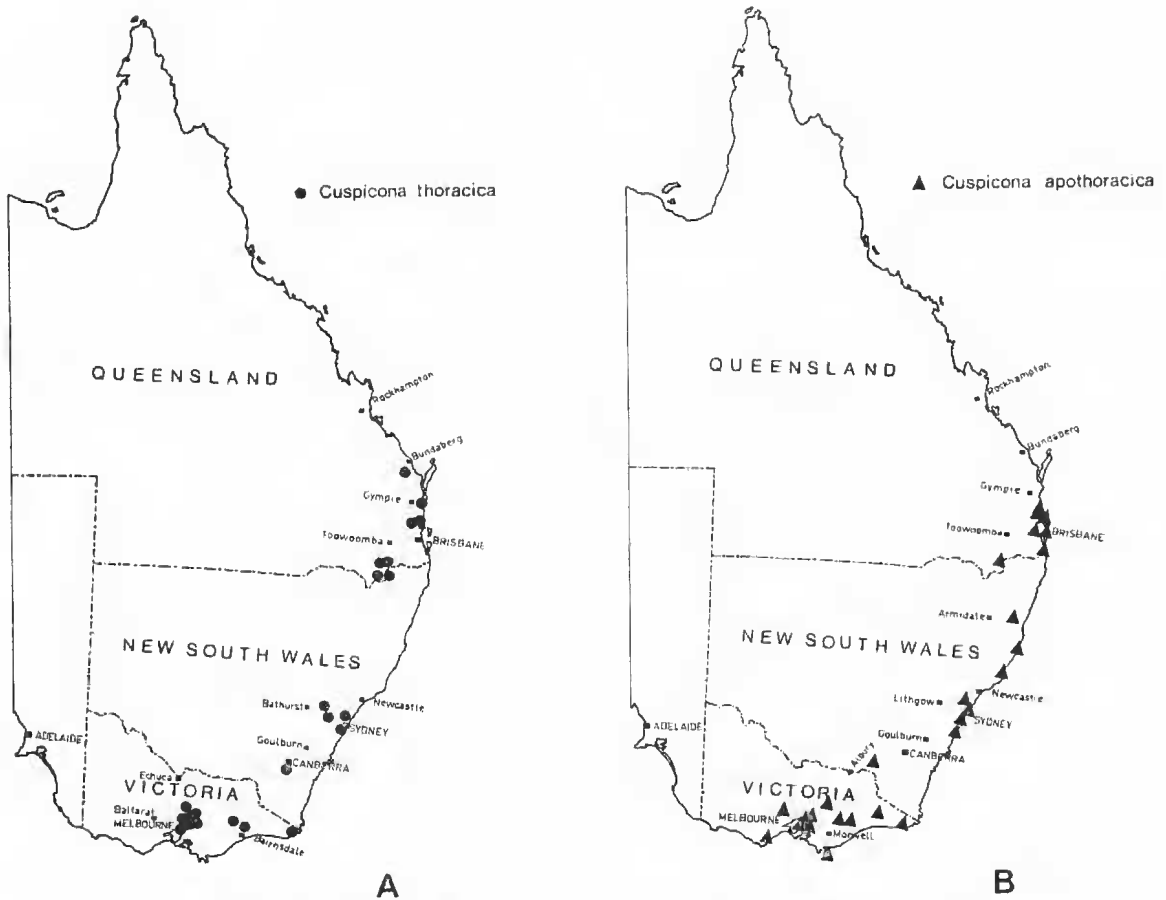 Cuspicona thoracica
QUEENSLAND
Rockhampton
Bundaberg
Gympie
Toowoomba
BRISBANE
NEW SOUTH WALES
Newcastle
Bathurst
SYDNEY
Goulburn
CANBERRA
ADELAIDE
Echuca
VICTORIA
Ballarat
MELBOURNE
Bairnsdale
A
Cuspicona apothoracica
QUEENSLAND
Rockhampton
Bundaberg
Gympie
Toowoomba
BRISBANE
Armidale
NEW SOUTH WALES
Newcastle
Lithgow
SYDNEY
Goulburn
CANBERRA
ADELAIDE
Albury
VICTORIA
MELBOURNE
Morwell
B